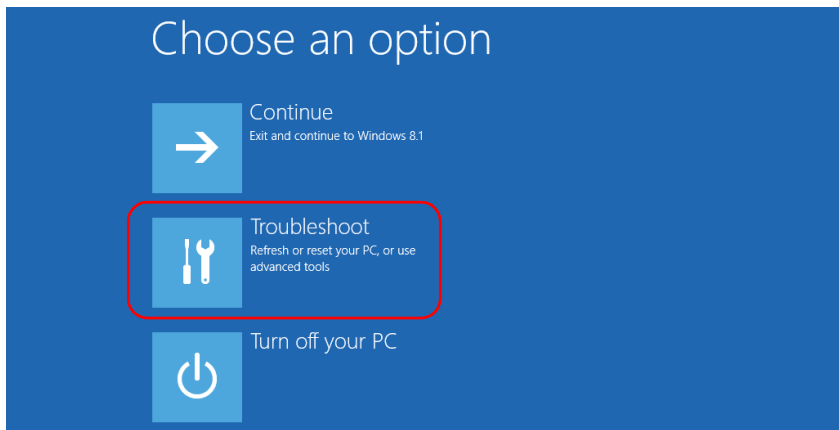 Choose an option
Continue
Exit and continue to Windows 8.1
Troubleshoot
Refresh or reset your PC, or use
advanced tools
Turn off your PC